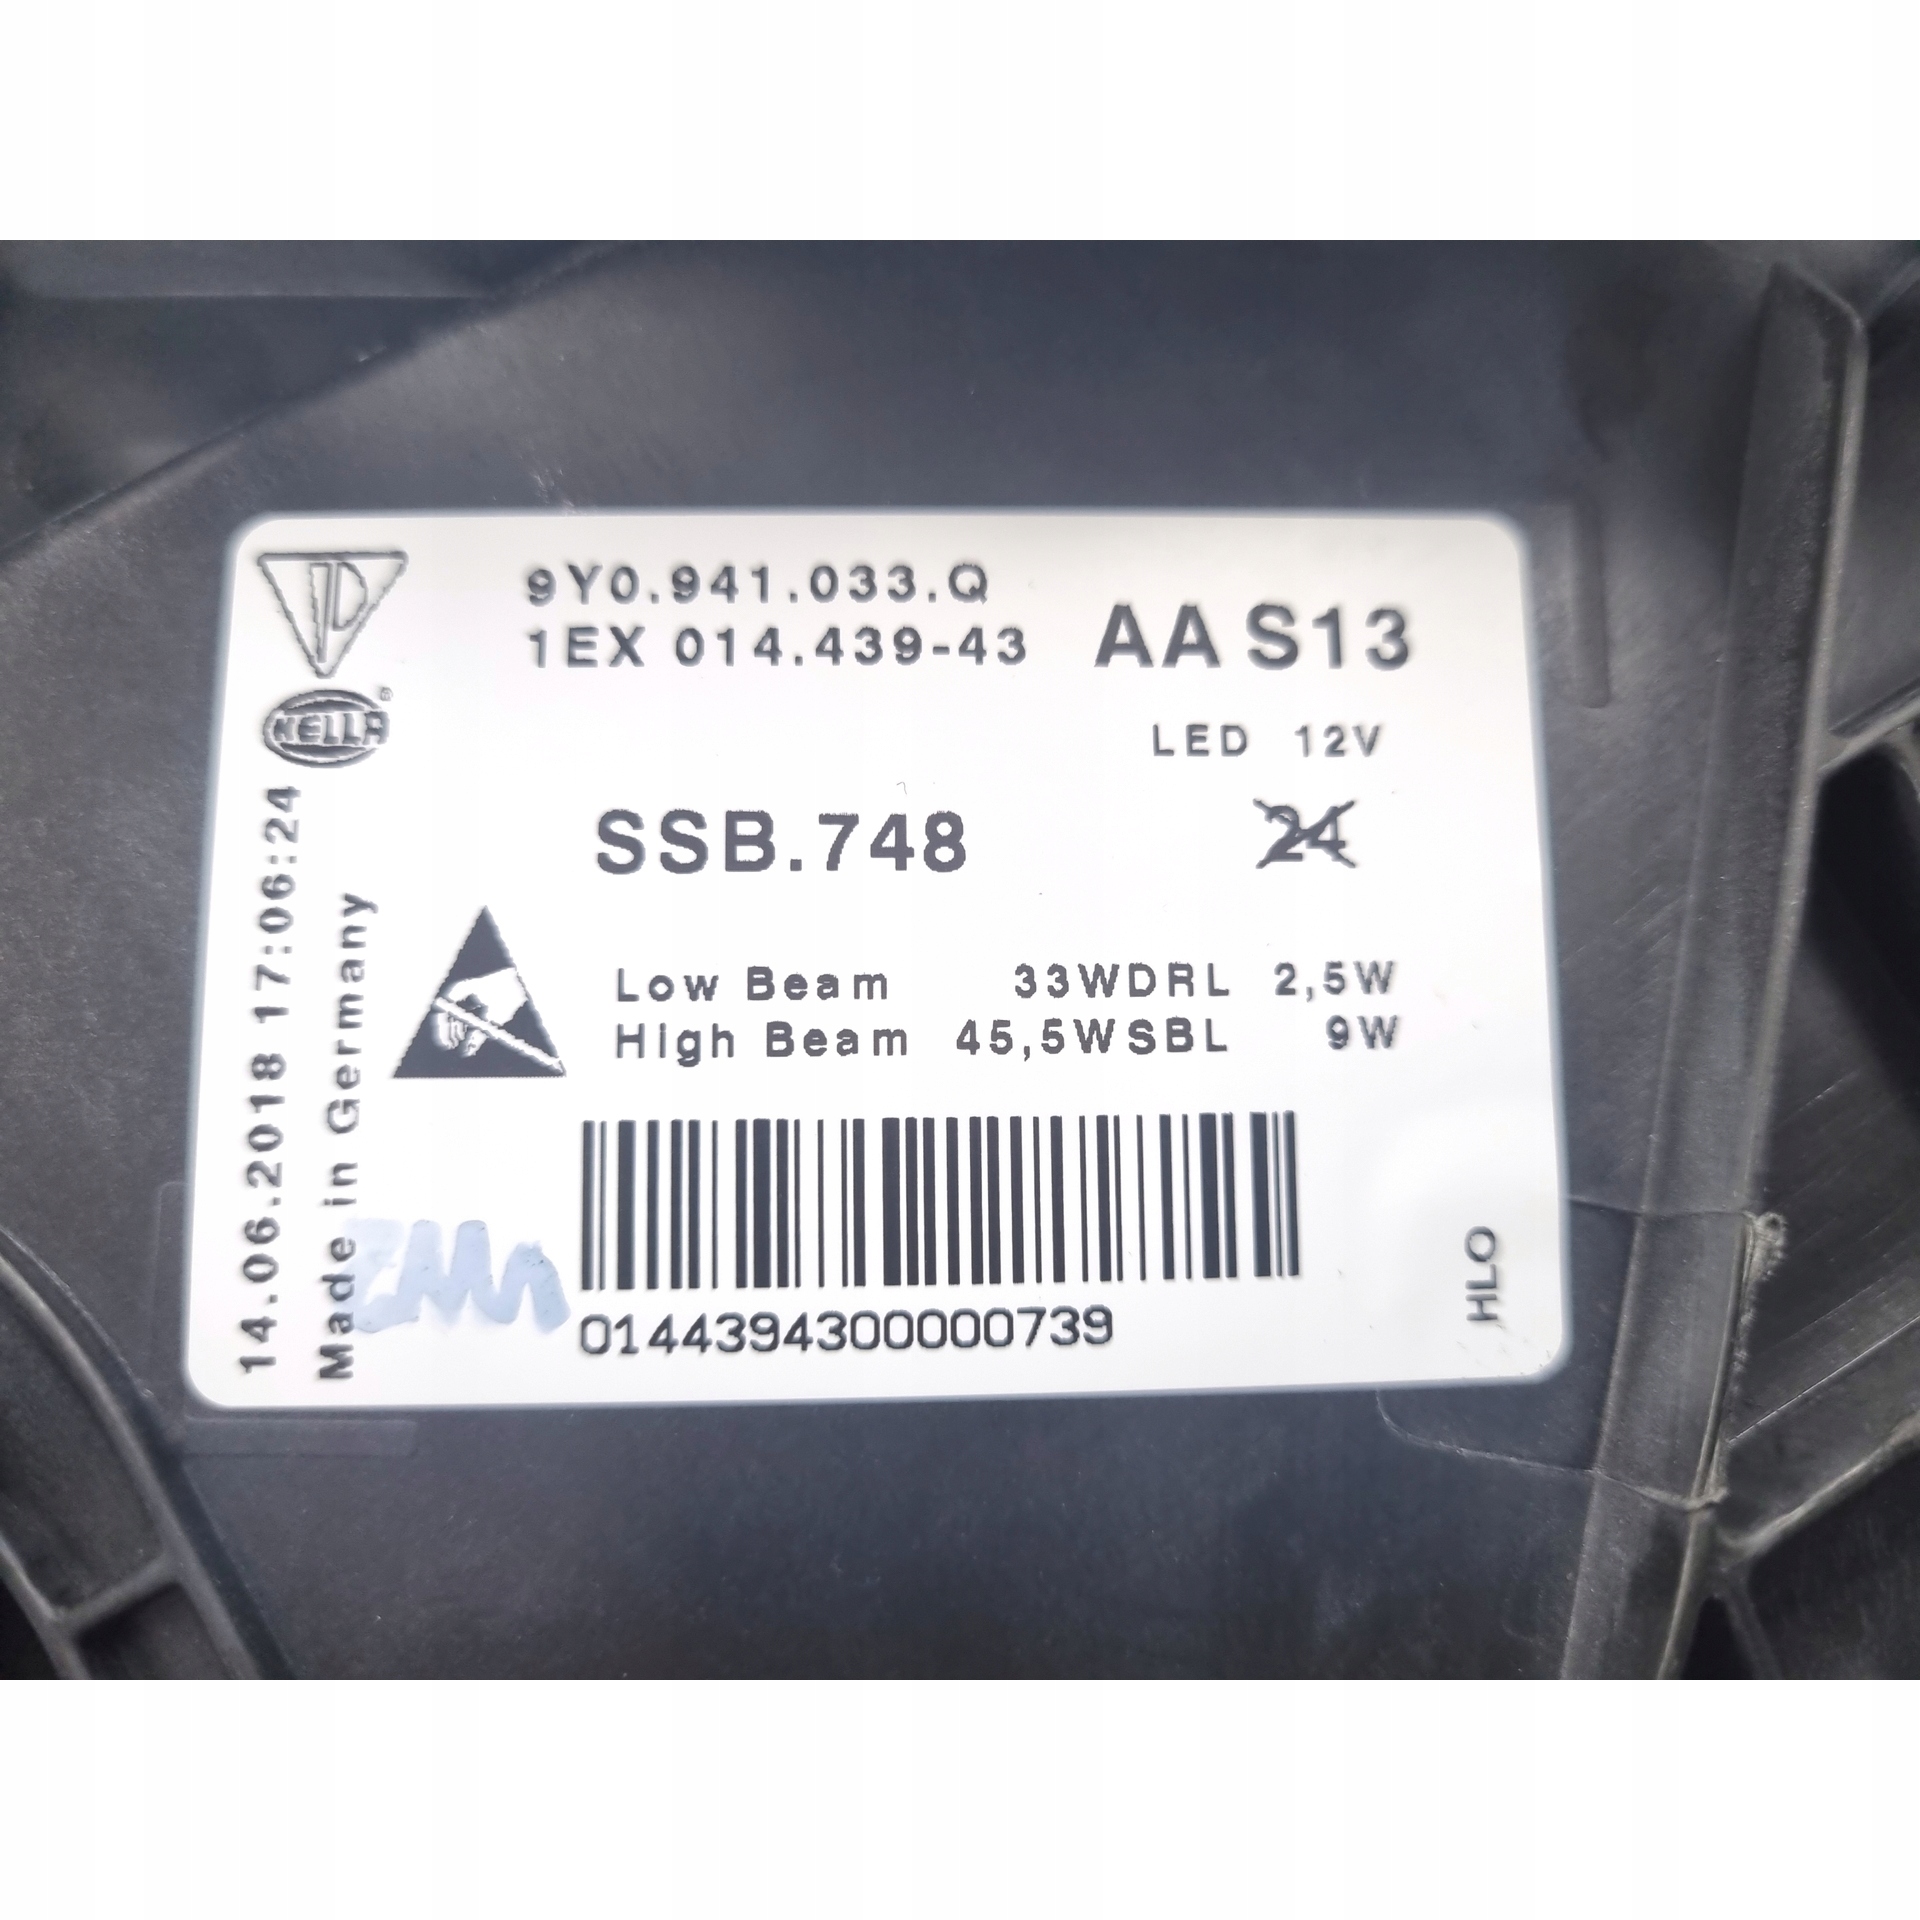 9Y0.941.033.Q
1EX 014.439-43
AA S13
HELLA®
LED 12V
SSB.748
24
Low Beam 33WDRL 2,5W
High Beam 45,5WSBL 9W
14.06.2018 17:06:24
Made in Germany
0144394300000739
HLO